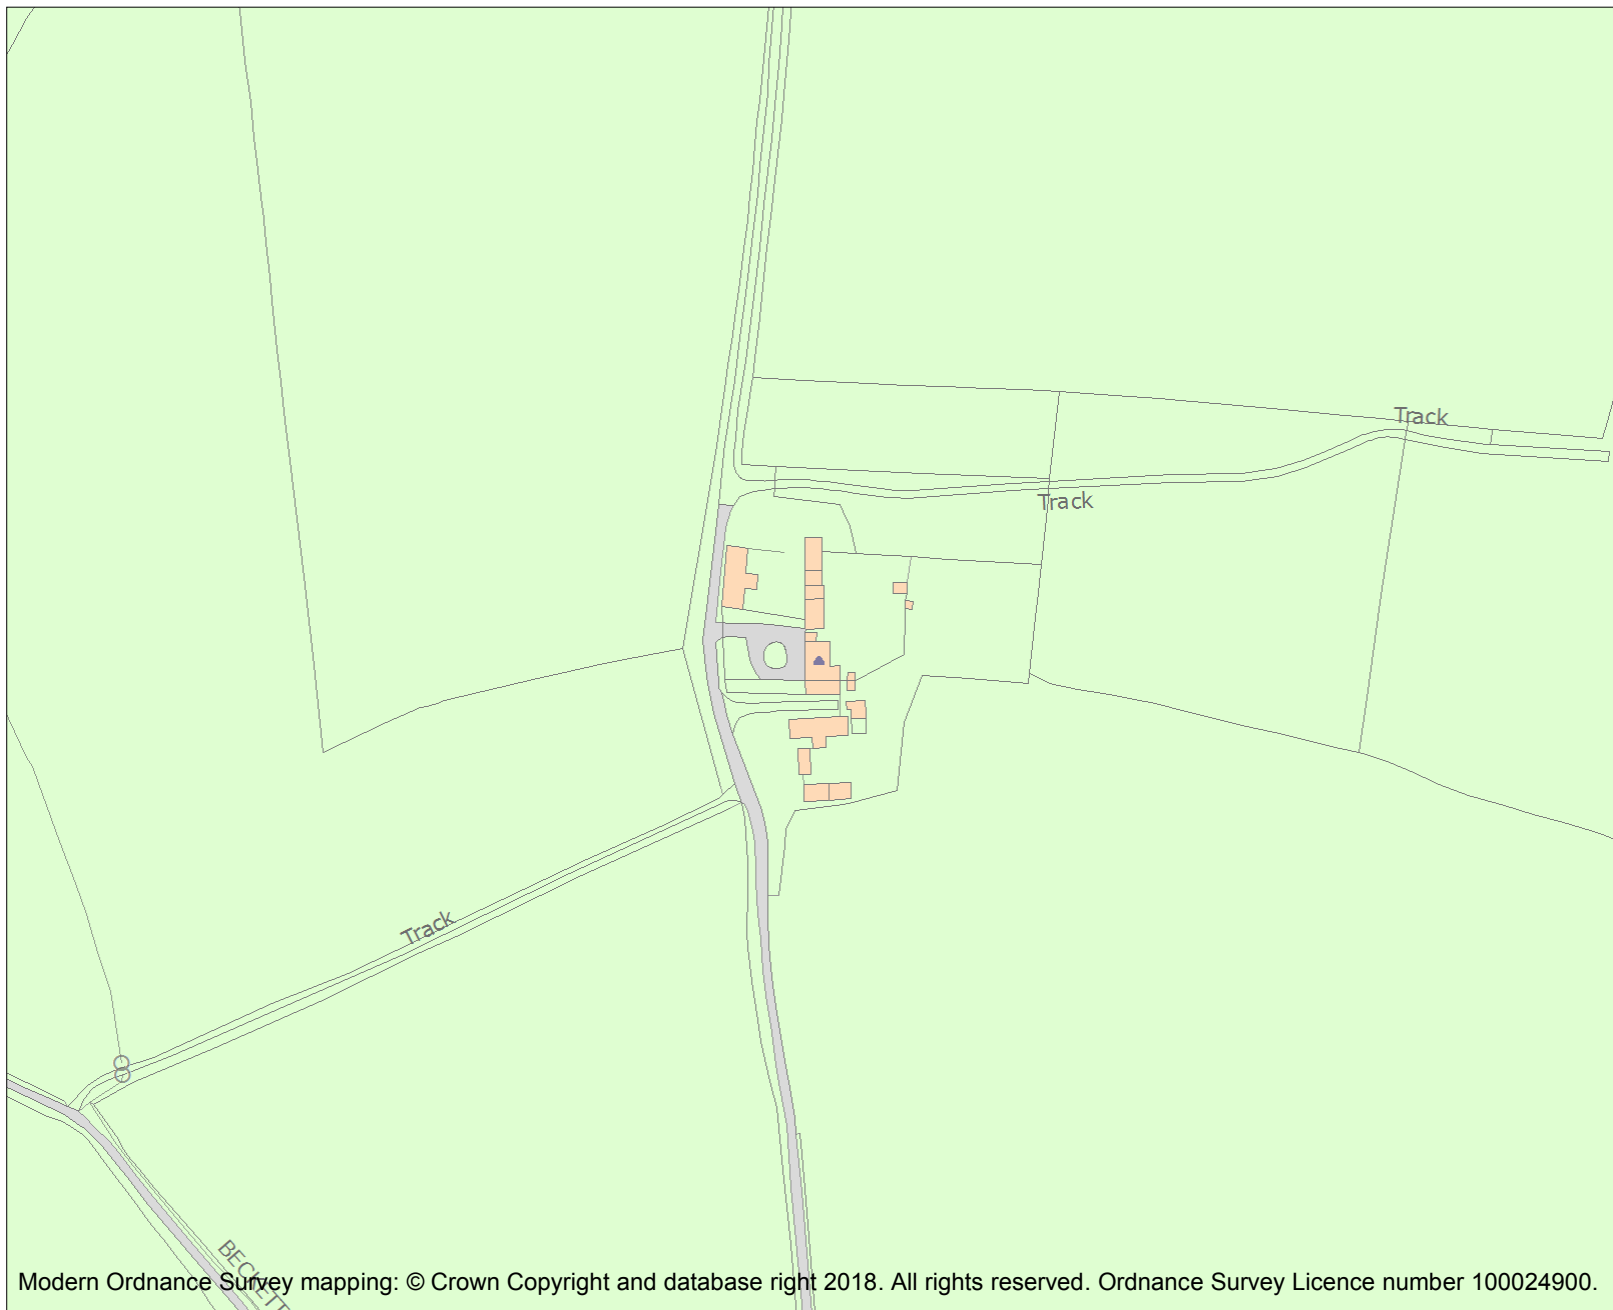 Track
Track
Track
BECKETT
Modern Ordnance Survey mapping: © Crown Copyright and database right 2018. All rights reserved. Ordnance Survey Licence number 100024900.